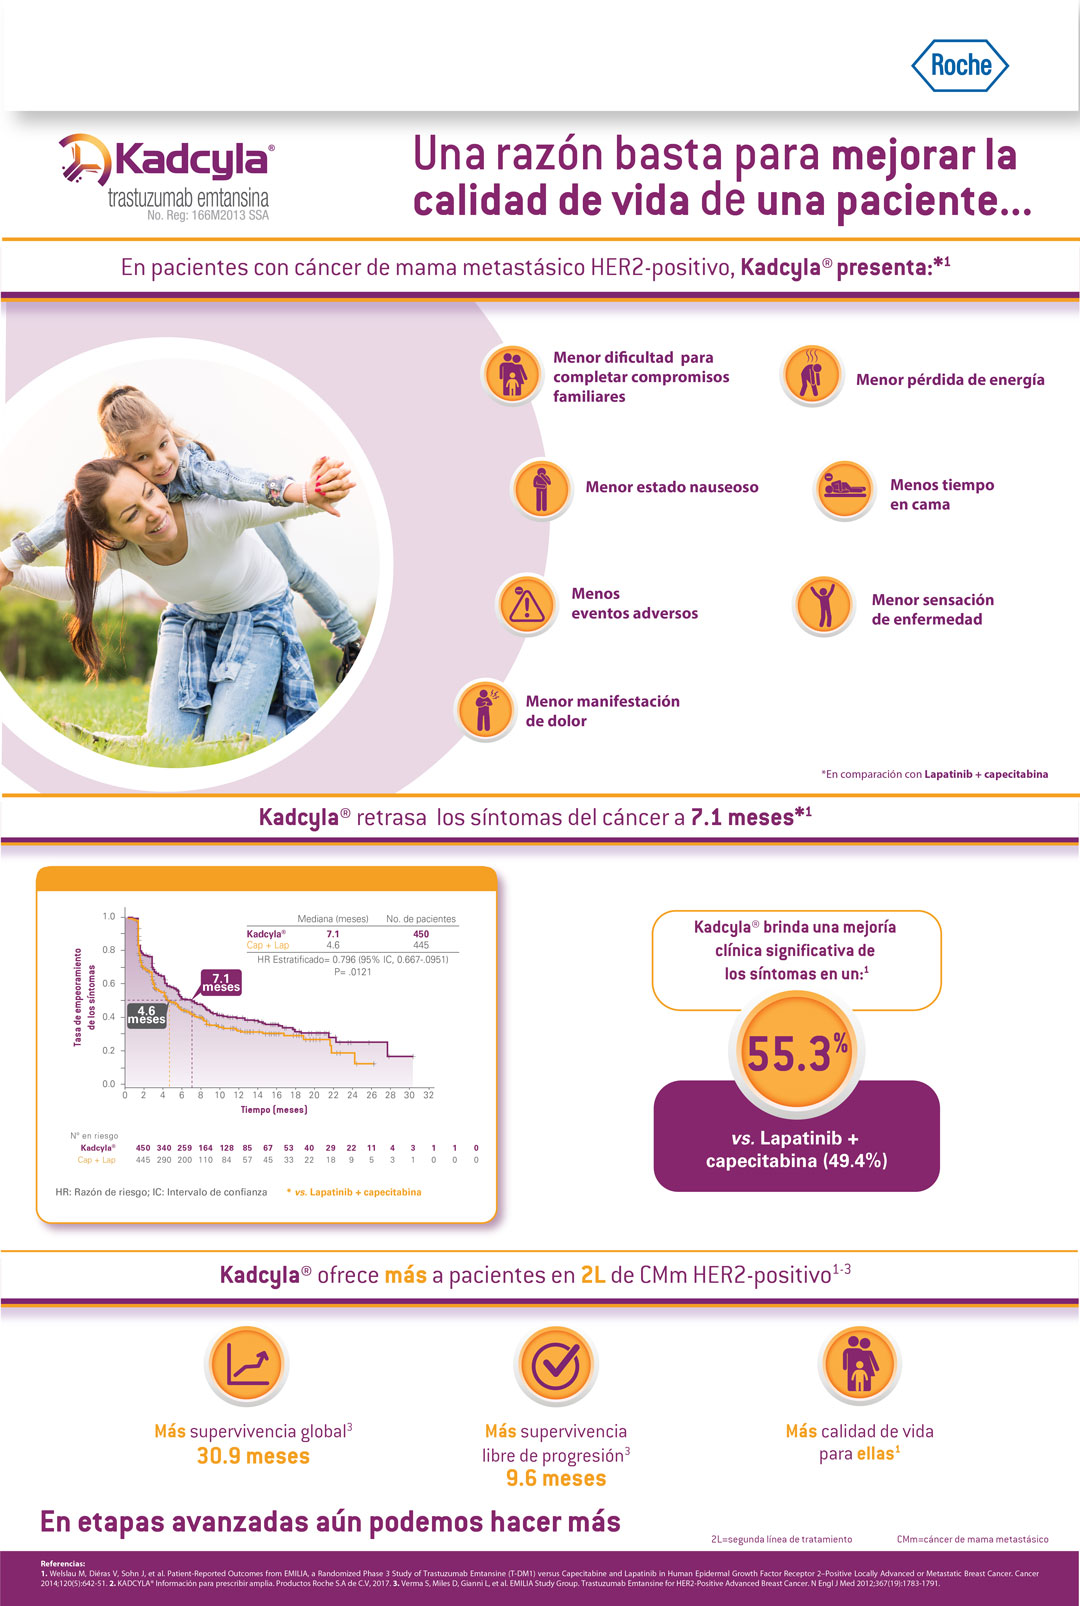 Roche
Kadcyla®
trastuzumab emtansina
No. Reg: 166M2013 SSA
Una razón basta para mejorar la
calidad de vida de una paciente...
En pacientes con cáncer de mama metastásico HER2-positivo, Kadcyla® presenta:*1
Menor dificultad para
completar compromisos
familiares
Menor pérdida de energía
Menor estado nauseoso
Menos tiempo
en cama
Menos
eventos adversos
Menor sensación
de enfermedad
Menor manifestación
de dolor
*En comparación con Lapatinib + capecitabina
Kadcyla® retrasa los síntomas del cáncer a 7.1 meses*1
Mediana (meses) No. de pacientes
Kadcyla® 7.1 450
Cap + Lap 4.6 445
HR Estratificado= 0.796 (95% IC, 0.667-.0951)
P= .0121
Tasa de empeoramiento
de los síntomas
1.0
0.8
0.6
0.4
0.2
0.0
7.1
meses
4.6
meses
0 2 4 6 8 10 12 14 16 18 20 22 24 26 28 30 32
Tiempo (meses)
Nº en riesgo
Kadcyla® 450 340 259 164 128 85 67 53 40 29 22 11 4 3 1 1 0
Cap + Lap 445 290 200 110 84 57 45 33 22 18 9 5 3 1 0 0 0
HR: Razón de riesgo; IC: Intervalo de confianza * vs. Lapatinib + capecitabina
Kadcyla® brinda una mejoría
clínica significativa de
los síntomas en un:1
55.3%
vs. Lapatinib +
capecitabina (49.4%)
Kadcyla® ofrece más a pacientes en 2L de CMm HER2-positivo1-3
Más supervivencia global3
30.9 meses
Más supervivencia
libre de progresión3
9.6 meses
Más calidad de vida
para ellas1
En etapas avanzadas aún podemos hacer más
2L=segunda línea de tratamiento CMm=cáncer de mama metastásico
Referencias:
1. Welslau M, Diéras V, Sohn J, et al. Patient-Reported Outcomes from EMILIA, a Randomized Phase 3 Study of Trastuzumab Emtansine (T-DM1) versus Capecitabine and Lapatinib in Human Epidermal Growth Factor Receptor 2–Positive Locally Advanced or Metastatic Breast Cancer. Cancer
2014;120(5):642-51. 2. KADCYLA® Información para prescribir amplia. Productos Roche S.A de C.V, 2017. 3. Verma S, Miles D, Gianni L, et al. EMILIA Study Group. Trastuzumab Emtansine for HER2-Positive Advanced Breast Cancer. N Engl J Med 2012;367(19):1783-1791.